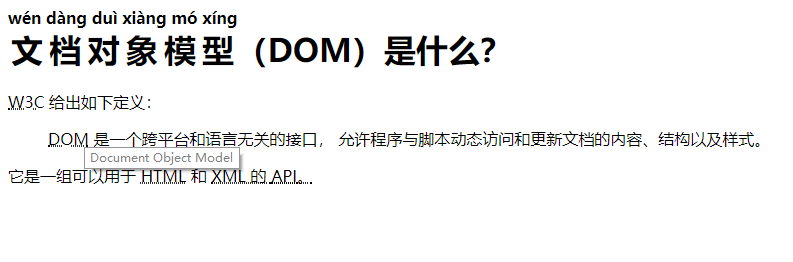 wén dàng duì xiàng mó xíng
文档对象模型（DOM）是什么？
W3C 给出如下定义：
DOM 是一个跨平台和语言无关的接口， 允许程序与脚本动态访问和更新文档的内容、结构以及样式。
Document Object Model
它是一组可以用于 HTML 和 XML 的 API。